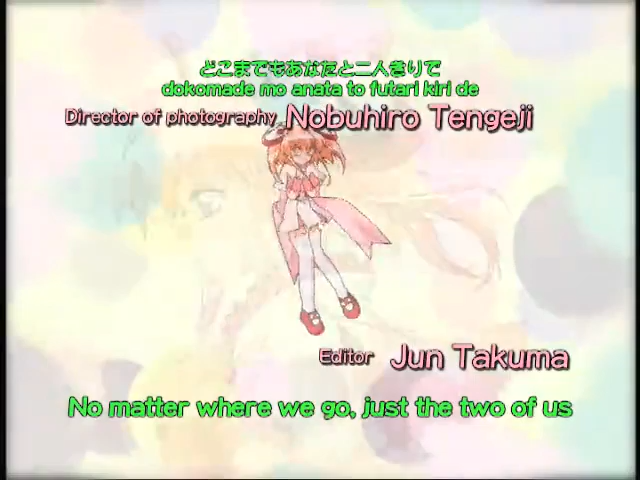 どこまでもあなたと二人きりで
dokomade mo anata to futari kiri de
Director of photography Nobuhiro Tengeji
Editor Jun Takuma
No matter where we go, just the two of us